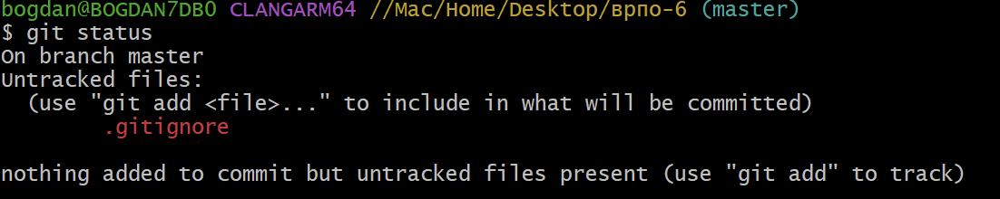 bogdan@BOGDAN7DB0 CLANGARM64 //Mac/Home/Desktop/врпо-6 (master)
$ git status
On branch master
Untracked files:
  (use "git add <file>..." to include in what will be committed)
        .gitignore

nothing added to commit but untracked files present (use "git add" to track)